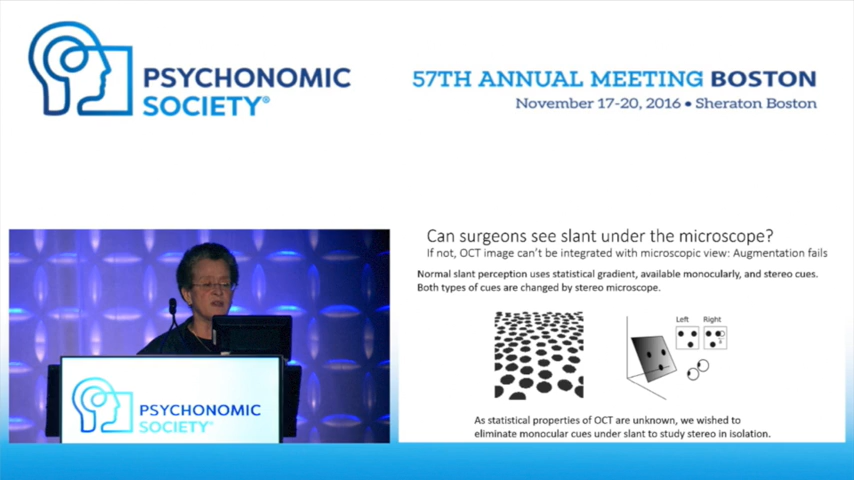 PSYCHONOMIC
SOCIETY®
57TH ANNUAL MEETING BOSTON
November 17-20, 2016 • Sheraton Boston
Can surgeons see slant under the microscope?
If not, OCT image can't be integrated with microscopic view: Augmentation fails
Normal slant perception uses statistical gradient, available monocularly, and stereo cues.
Both types of cues are changed by stereo microscope.
Left Right
As statistical properties of OCT are unknown, we wished to
eliminate monocular cues under slant to study stereo in isolation.
PSYCHONOMIC
SOCIETY®